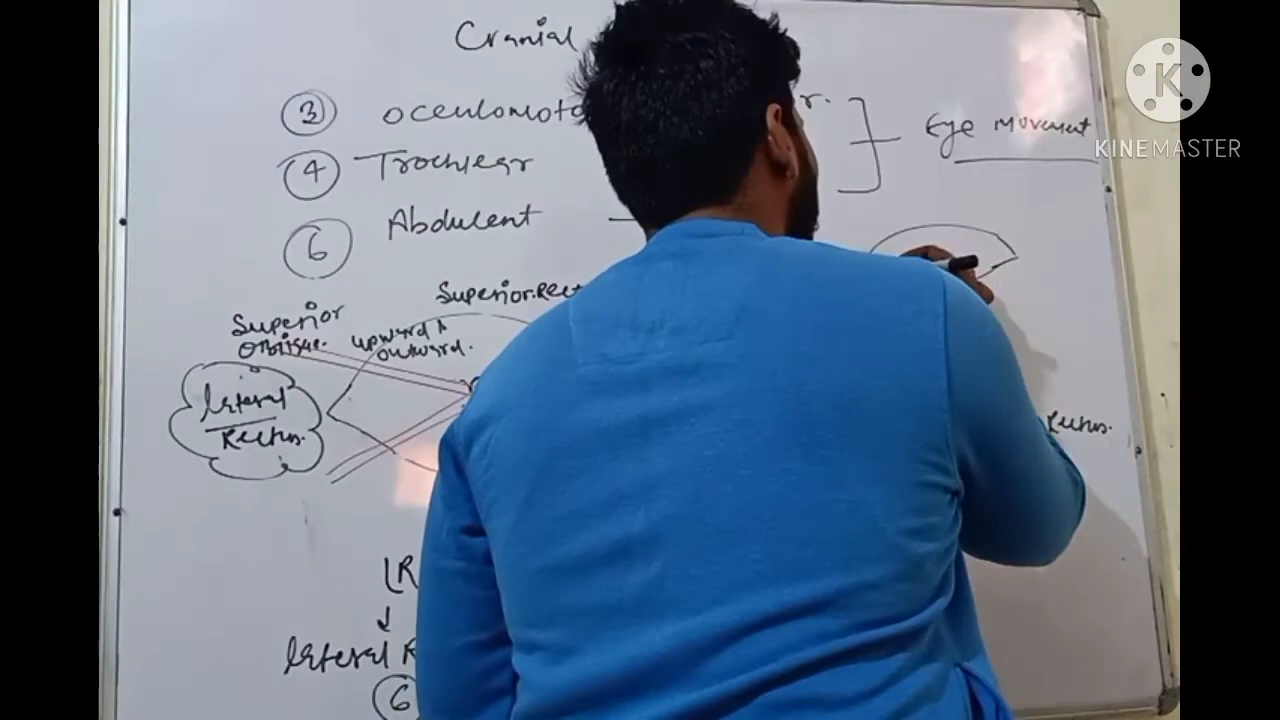 Cranial
③ Oculomoto r. Eye Movement
④ Trochlear
⑥ Abducent
Superior
Oblique.
Superior Rect
upward &
outward.
lateral
Rectus.
Rectus.
LR
↓
lateral R
⑥
K
KINEMASTER